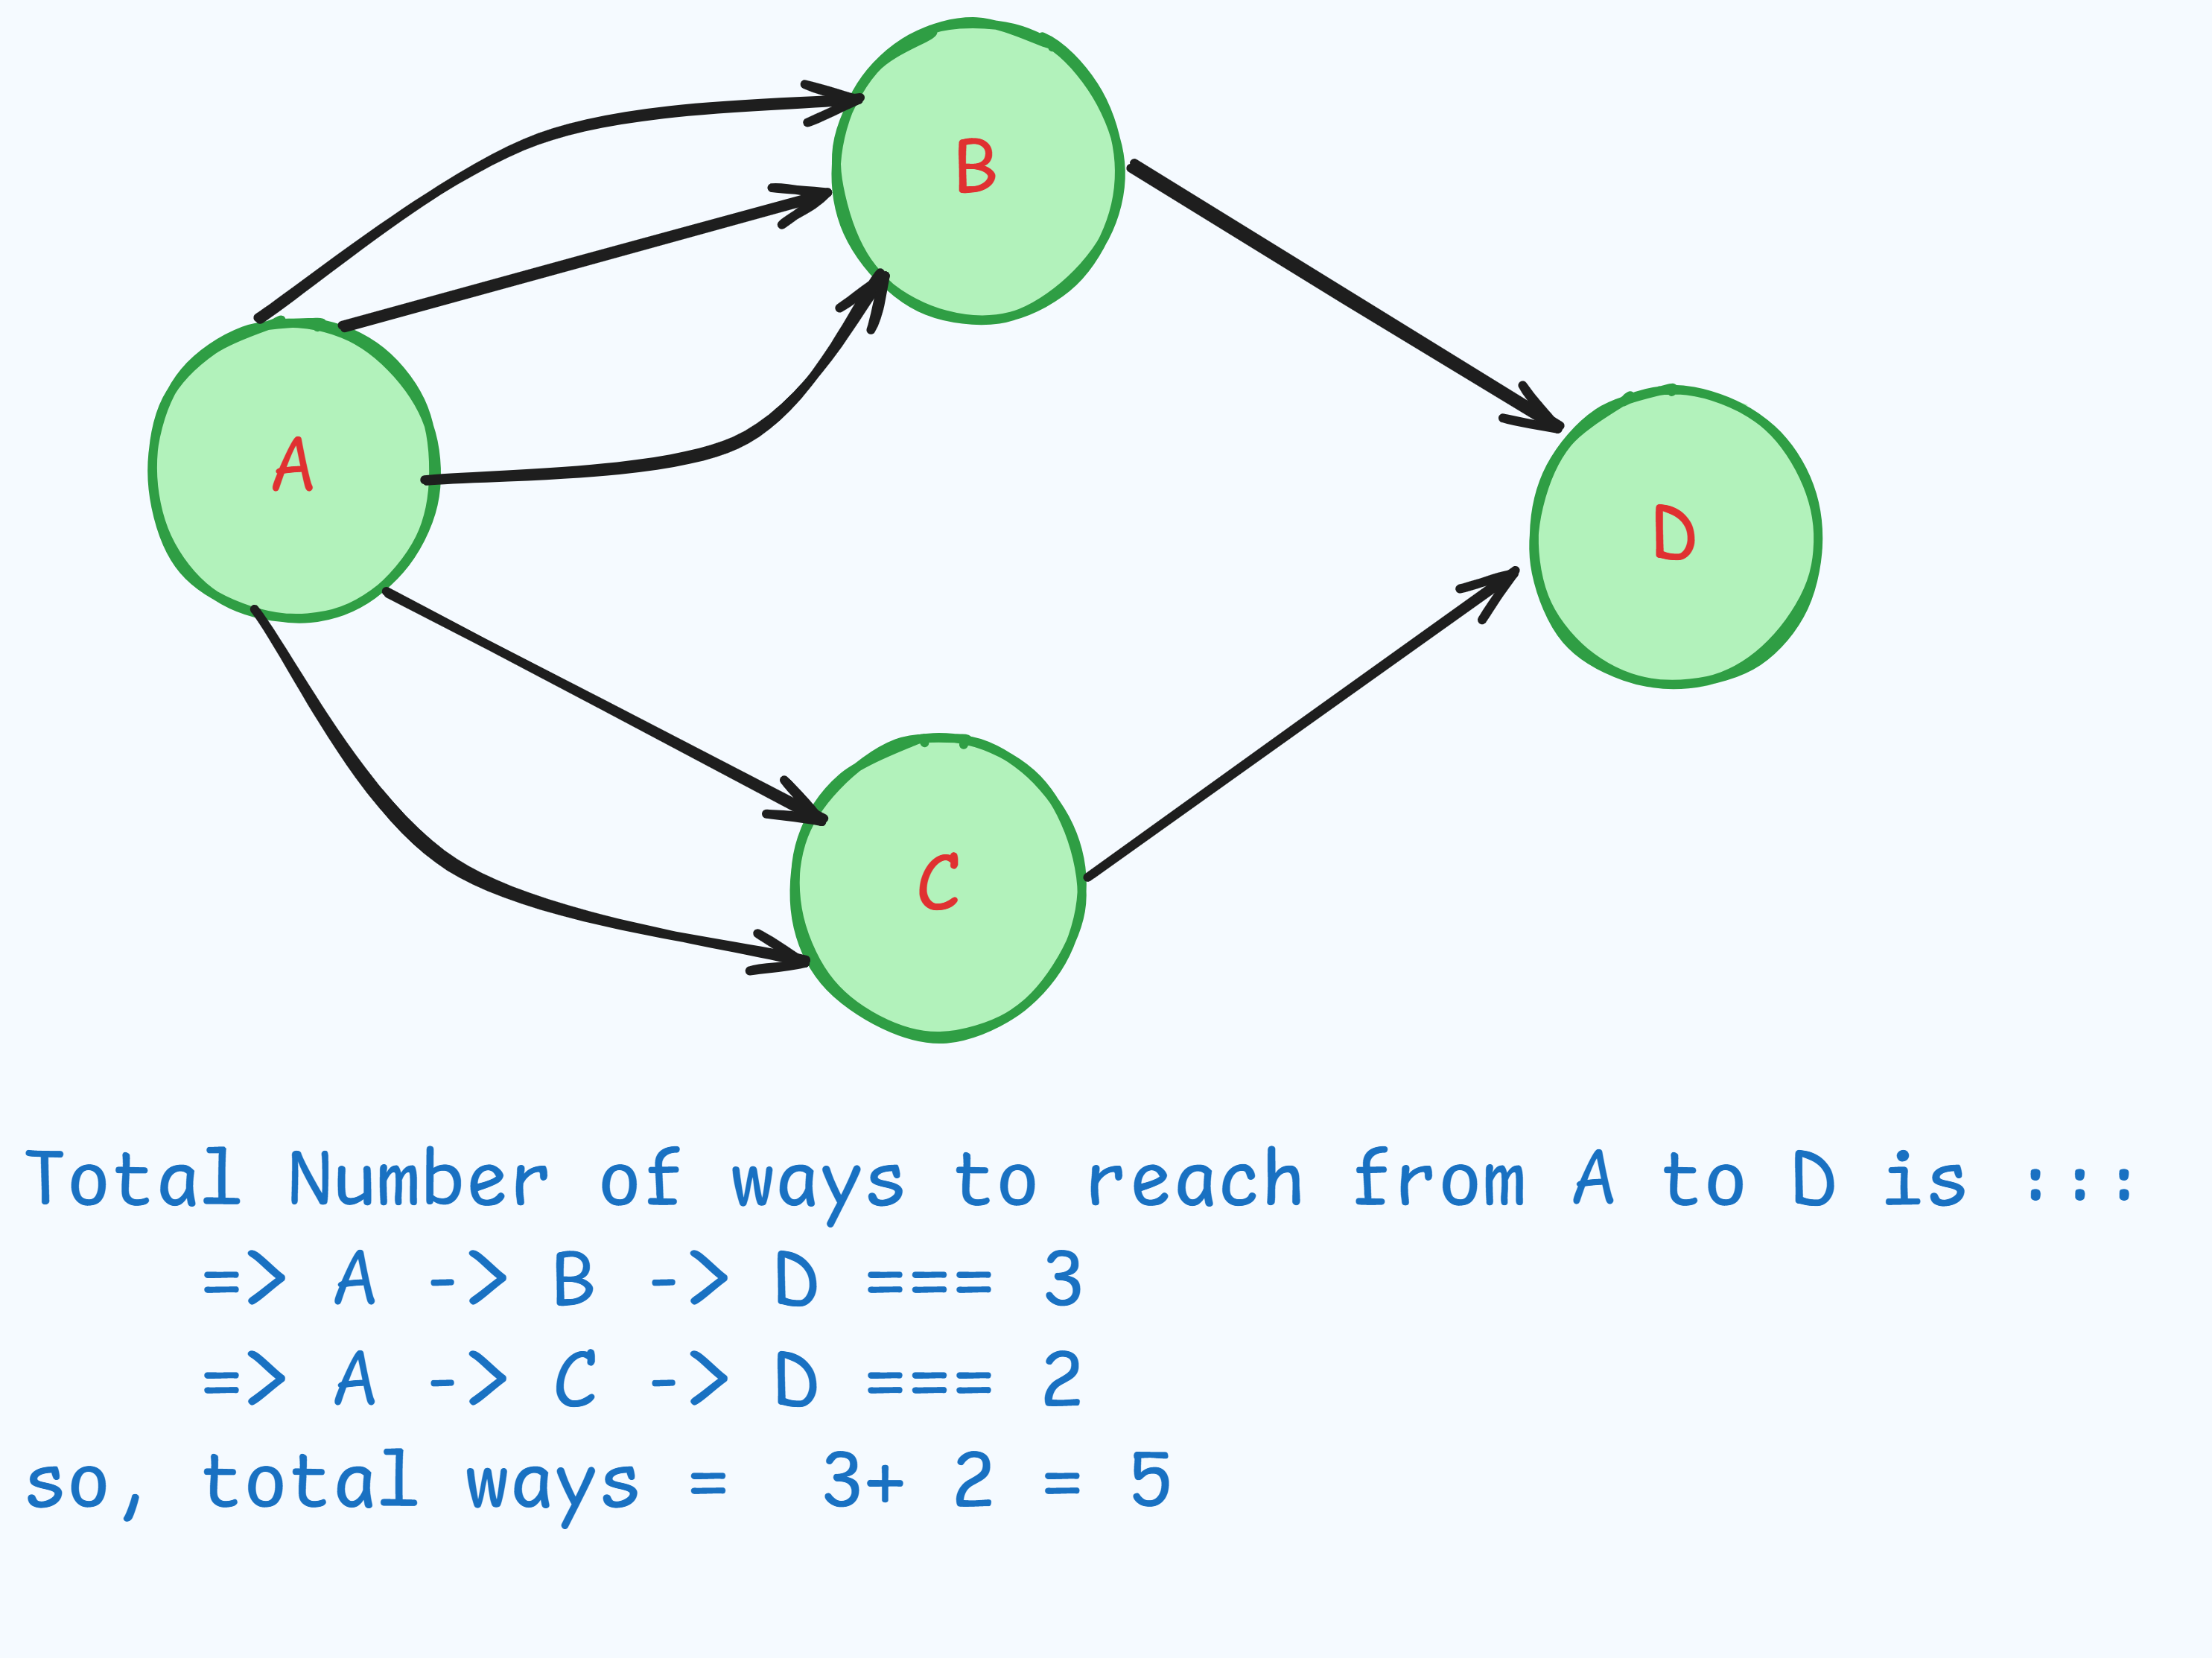 B
A
D
C
Total Number of ways to reach from A to D is :::
=> A -> B -> D === 3
=> A -> C -> D === 2
so, total ways = 3+ 2 = 5